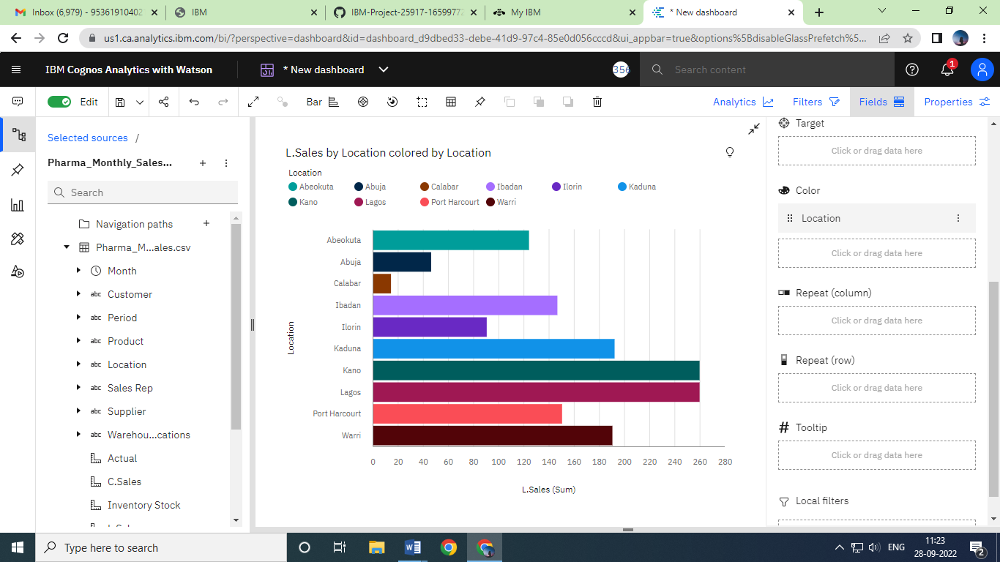 Inbox (6,979) - 95361910402
IBM
IBM-Project-25917-16599772
My IBM
* New dashboard
us1.ca.analytics.ibm.com/bi/?perspective=dashboard&id=dashboard_d9dbed33-debe-41d9-97c4-85e0d056cccd&ui_appbar=true&options%5BdisableGlassPrefetch%5...
IBM Cognos Analytics with Watson
* New dashboard
356
Search content
1
Edit
Bar
Analytics
Filters
Fields
Properties
Selected sources /
Pharma_Monthly_Sales...
Search
Navigation paths
Pharma_M...ales.csv
Month
abc Customer
abc Period
abc Product
abc Location
abc Sales Rep
abc Supplier
abc Warehou...cations
Actual
C.Sales
Inventory Stock
L.Sales by Location colored by Location
Location
Abeokuta Abuja Calabar Ibadan Ilorin Kaduna
Kano Lagos Port Harcourt Warri
Location
Abeokuta
Abuja
Calabar
Ibadan
Ilorin
Kaduna
Kano
Lagos
Port Harcourt
Warri
0 20 40 60 80 100 120 140 160 180 200 220 240 260 280
L.Sales (Sum)
Target
Click or drag data here
Color
Location
Click or drag data here
Repeat (column)
Click or drag data here
Repeat (row)
Click or drag data here
Tooltip
Click or drag data here
Local filters
Type here to search
ENG
11:23
28-09-2022
2